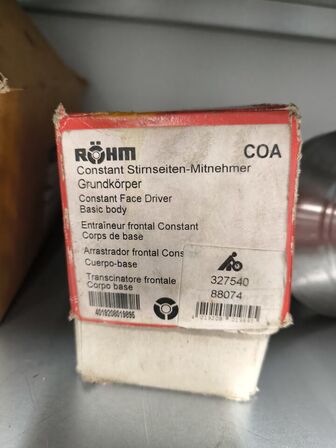 RÖHM
COA
Constant Stirnseiten-Mitnehmer
Grundkörper
Constant Face Driver
Basic body
Entraîneur frontal Constant
Corps de base
Arrastrador frontal Cons
Cuerpo-base
Transcinatore frontale
Corpo base
327540
88074
4019208019895